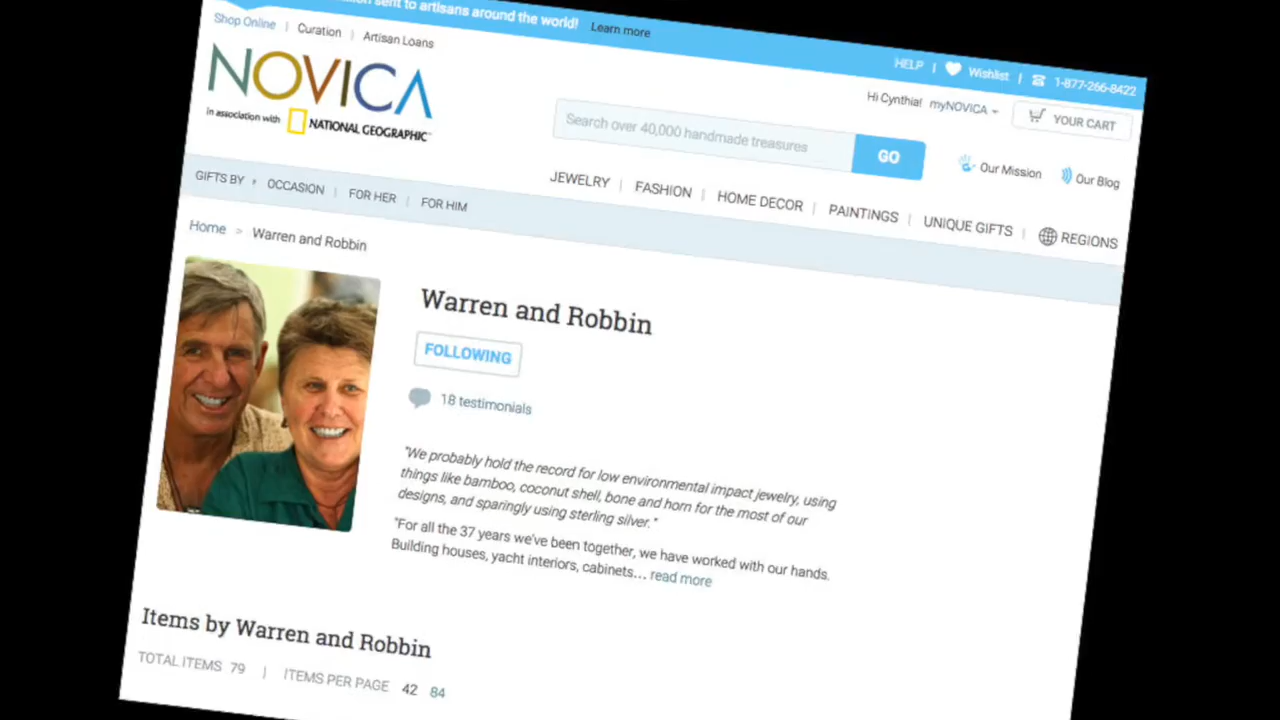 sent to artisans around the world! Learn more
Shop Online | Curation | Artisan Loans
HELP | Wishlist | 1-877-266-8422
NOVICA
in association with NATIONAL GEOGRAPHIC
Hi Cynthia! myNOVICA
YOUR CART
Search over 40,000 handmade treasures
GO
Our Mission
Our Blog
JEWELRY | FASHION | HOME DECOR | PAINTINGS | UNIQUE GIFTS | REGIONS
GIFTS BY OCCASION | FOR HER | FOR HIM
Home > Warren and Robbin
Warren and Robbin
FOLLOWING
18 testimonials
"We probably hold the record for low environmental impact jewelry, using
things like bamboo, coconut shell, bone and horn for the most of our
designs, and sparingly using sterling silver."
"For all the 37 years we've been together, we have worked with our hands.
Building houses, yacht interiors, cabinets... read more
Items by Warren and Robbin
TOTAL ITEMS 79 | ITEMS PER PAGE 42 84